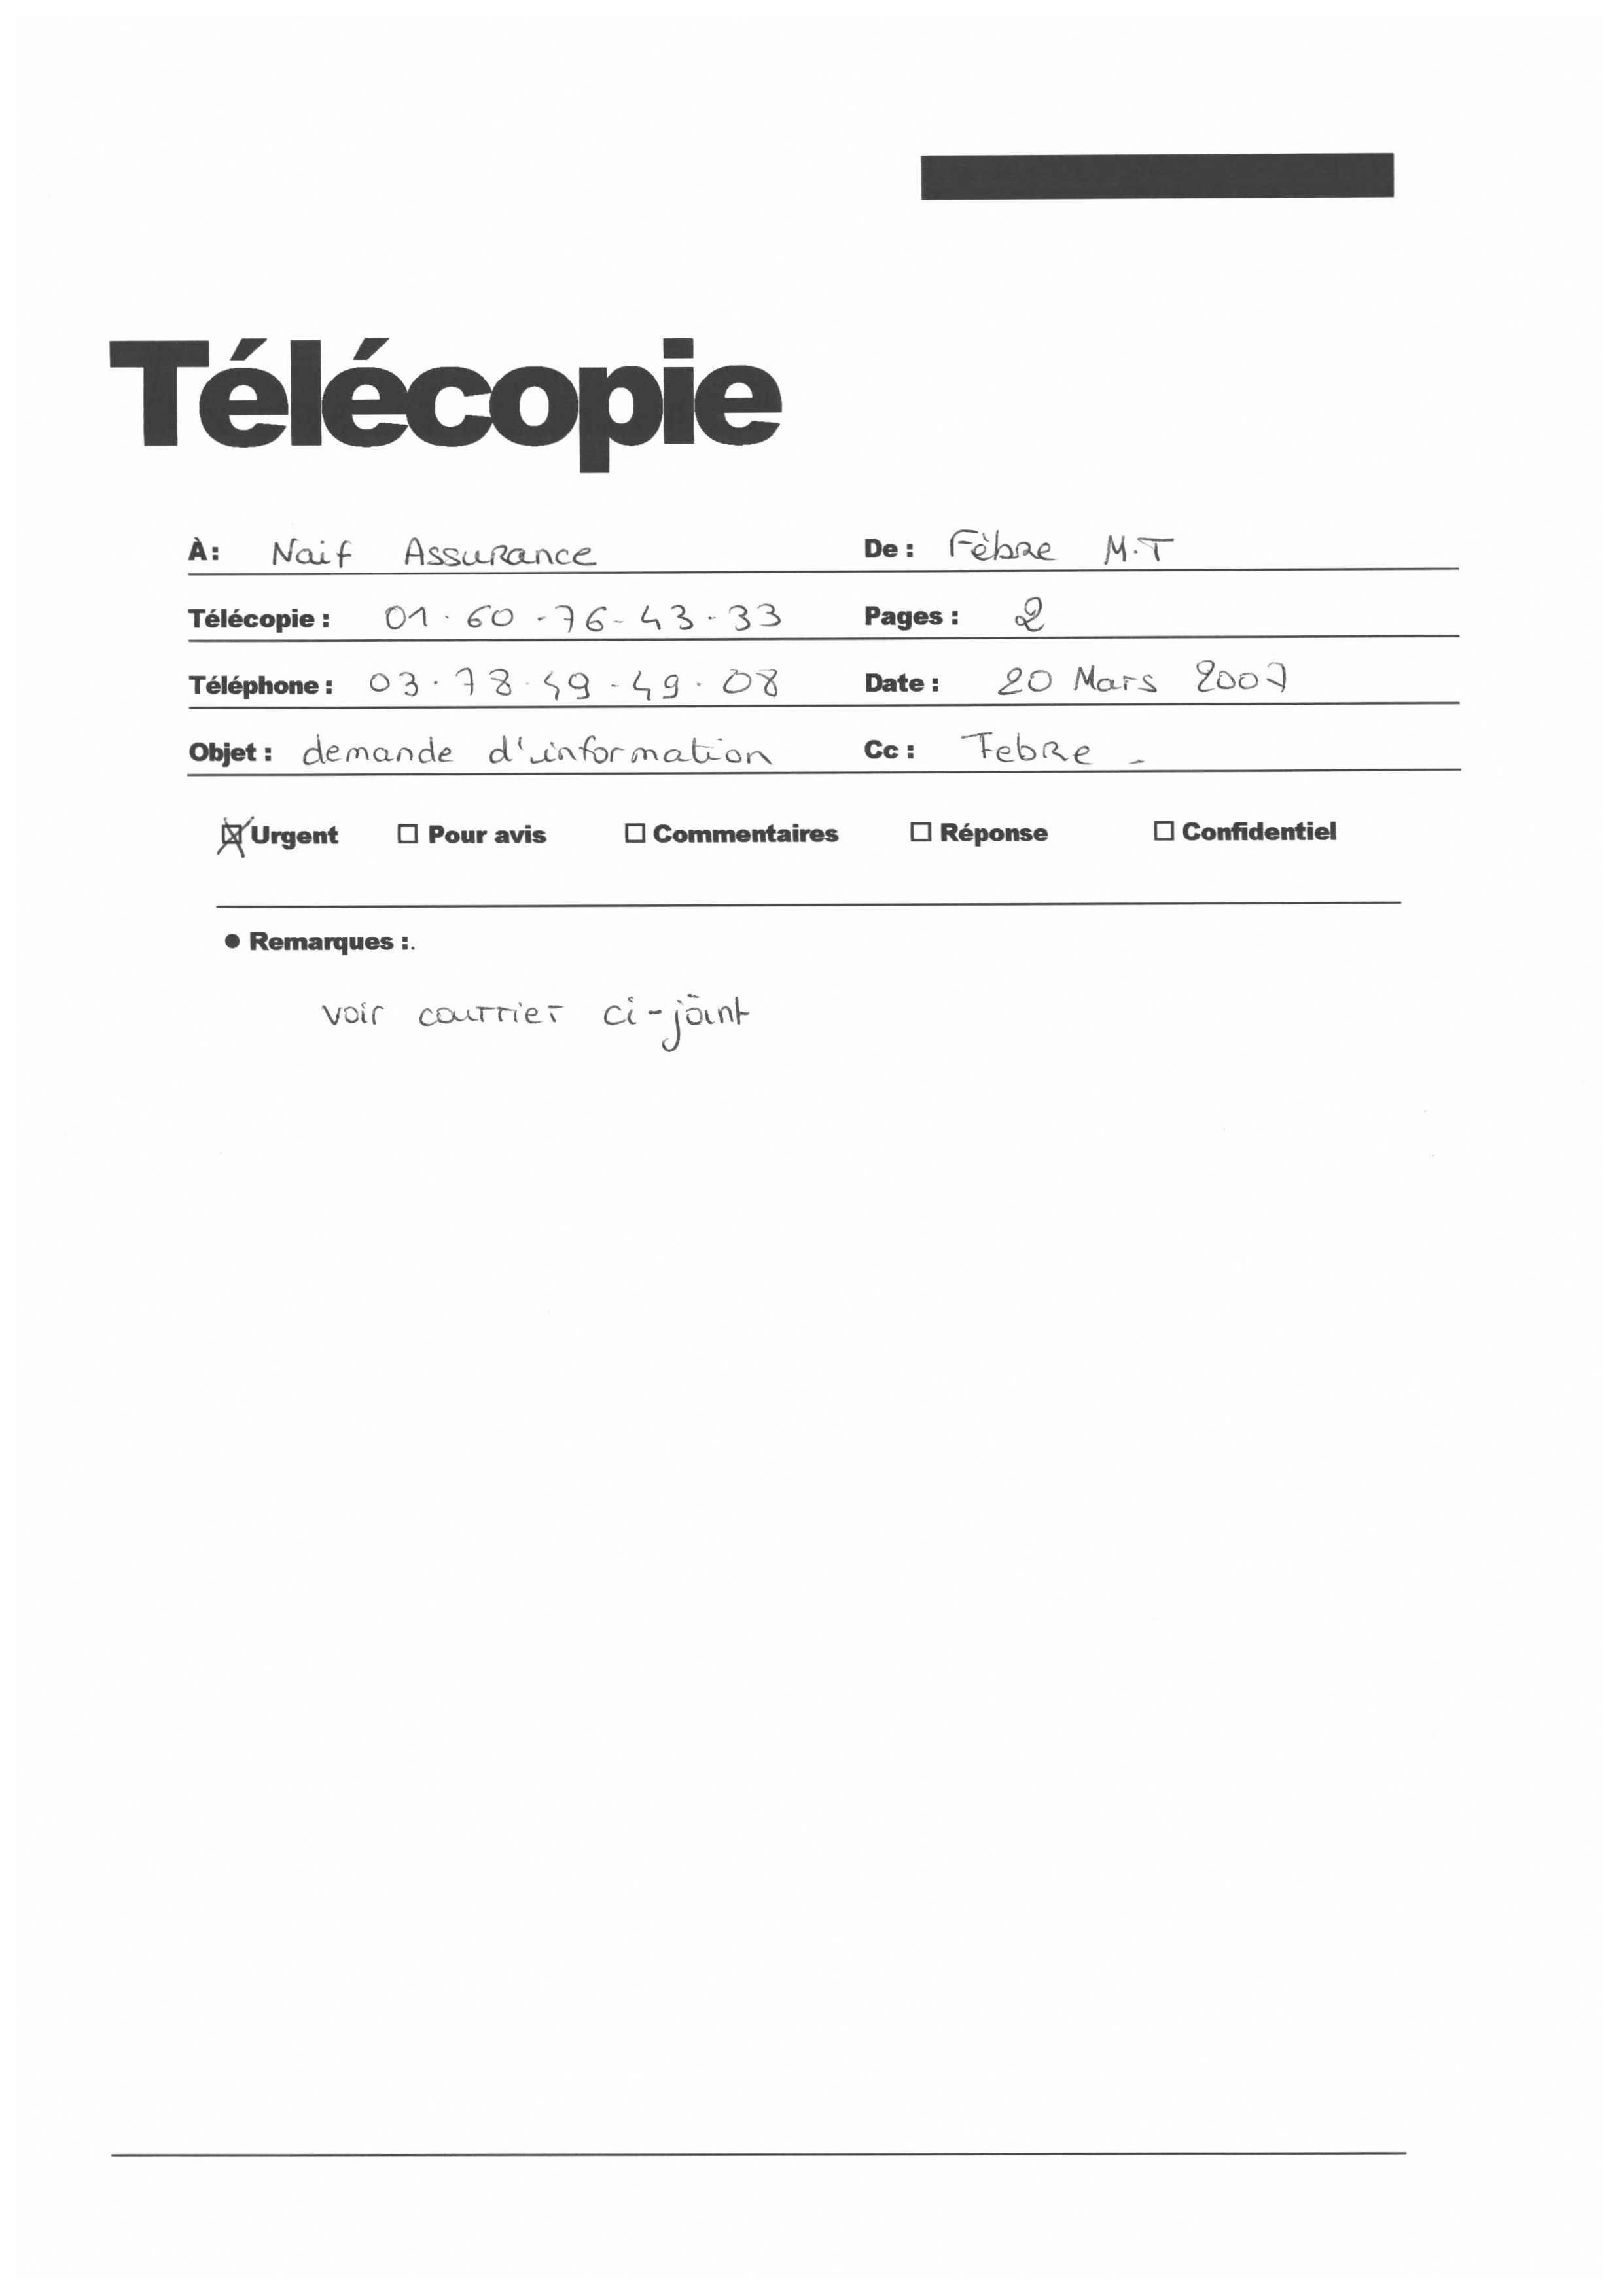 Télécopie
À: Naif Assurance De : Fèbre M.T
Télécopie : 01.60-76-43-33 Pages : 2
Téléphone : 03.78.49-49.08 Date : 20 Mars 2007
Objet : demande d'information Cc : Febre -
Urgent Pour avis Commentaires Réponse Confidentiel
• Remarques :.
voir courrier ci-joint